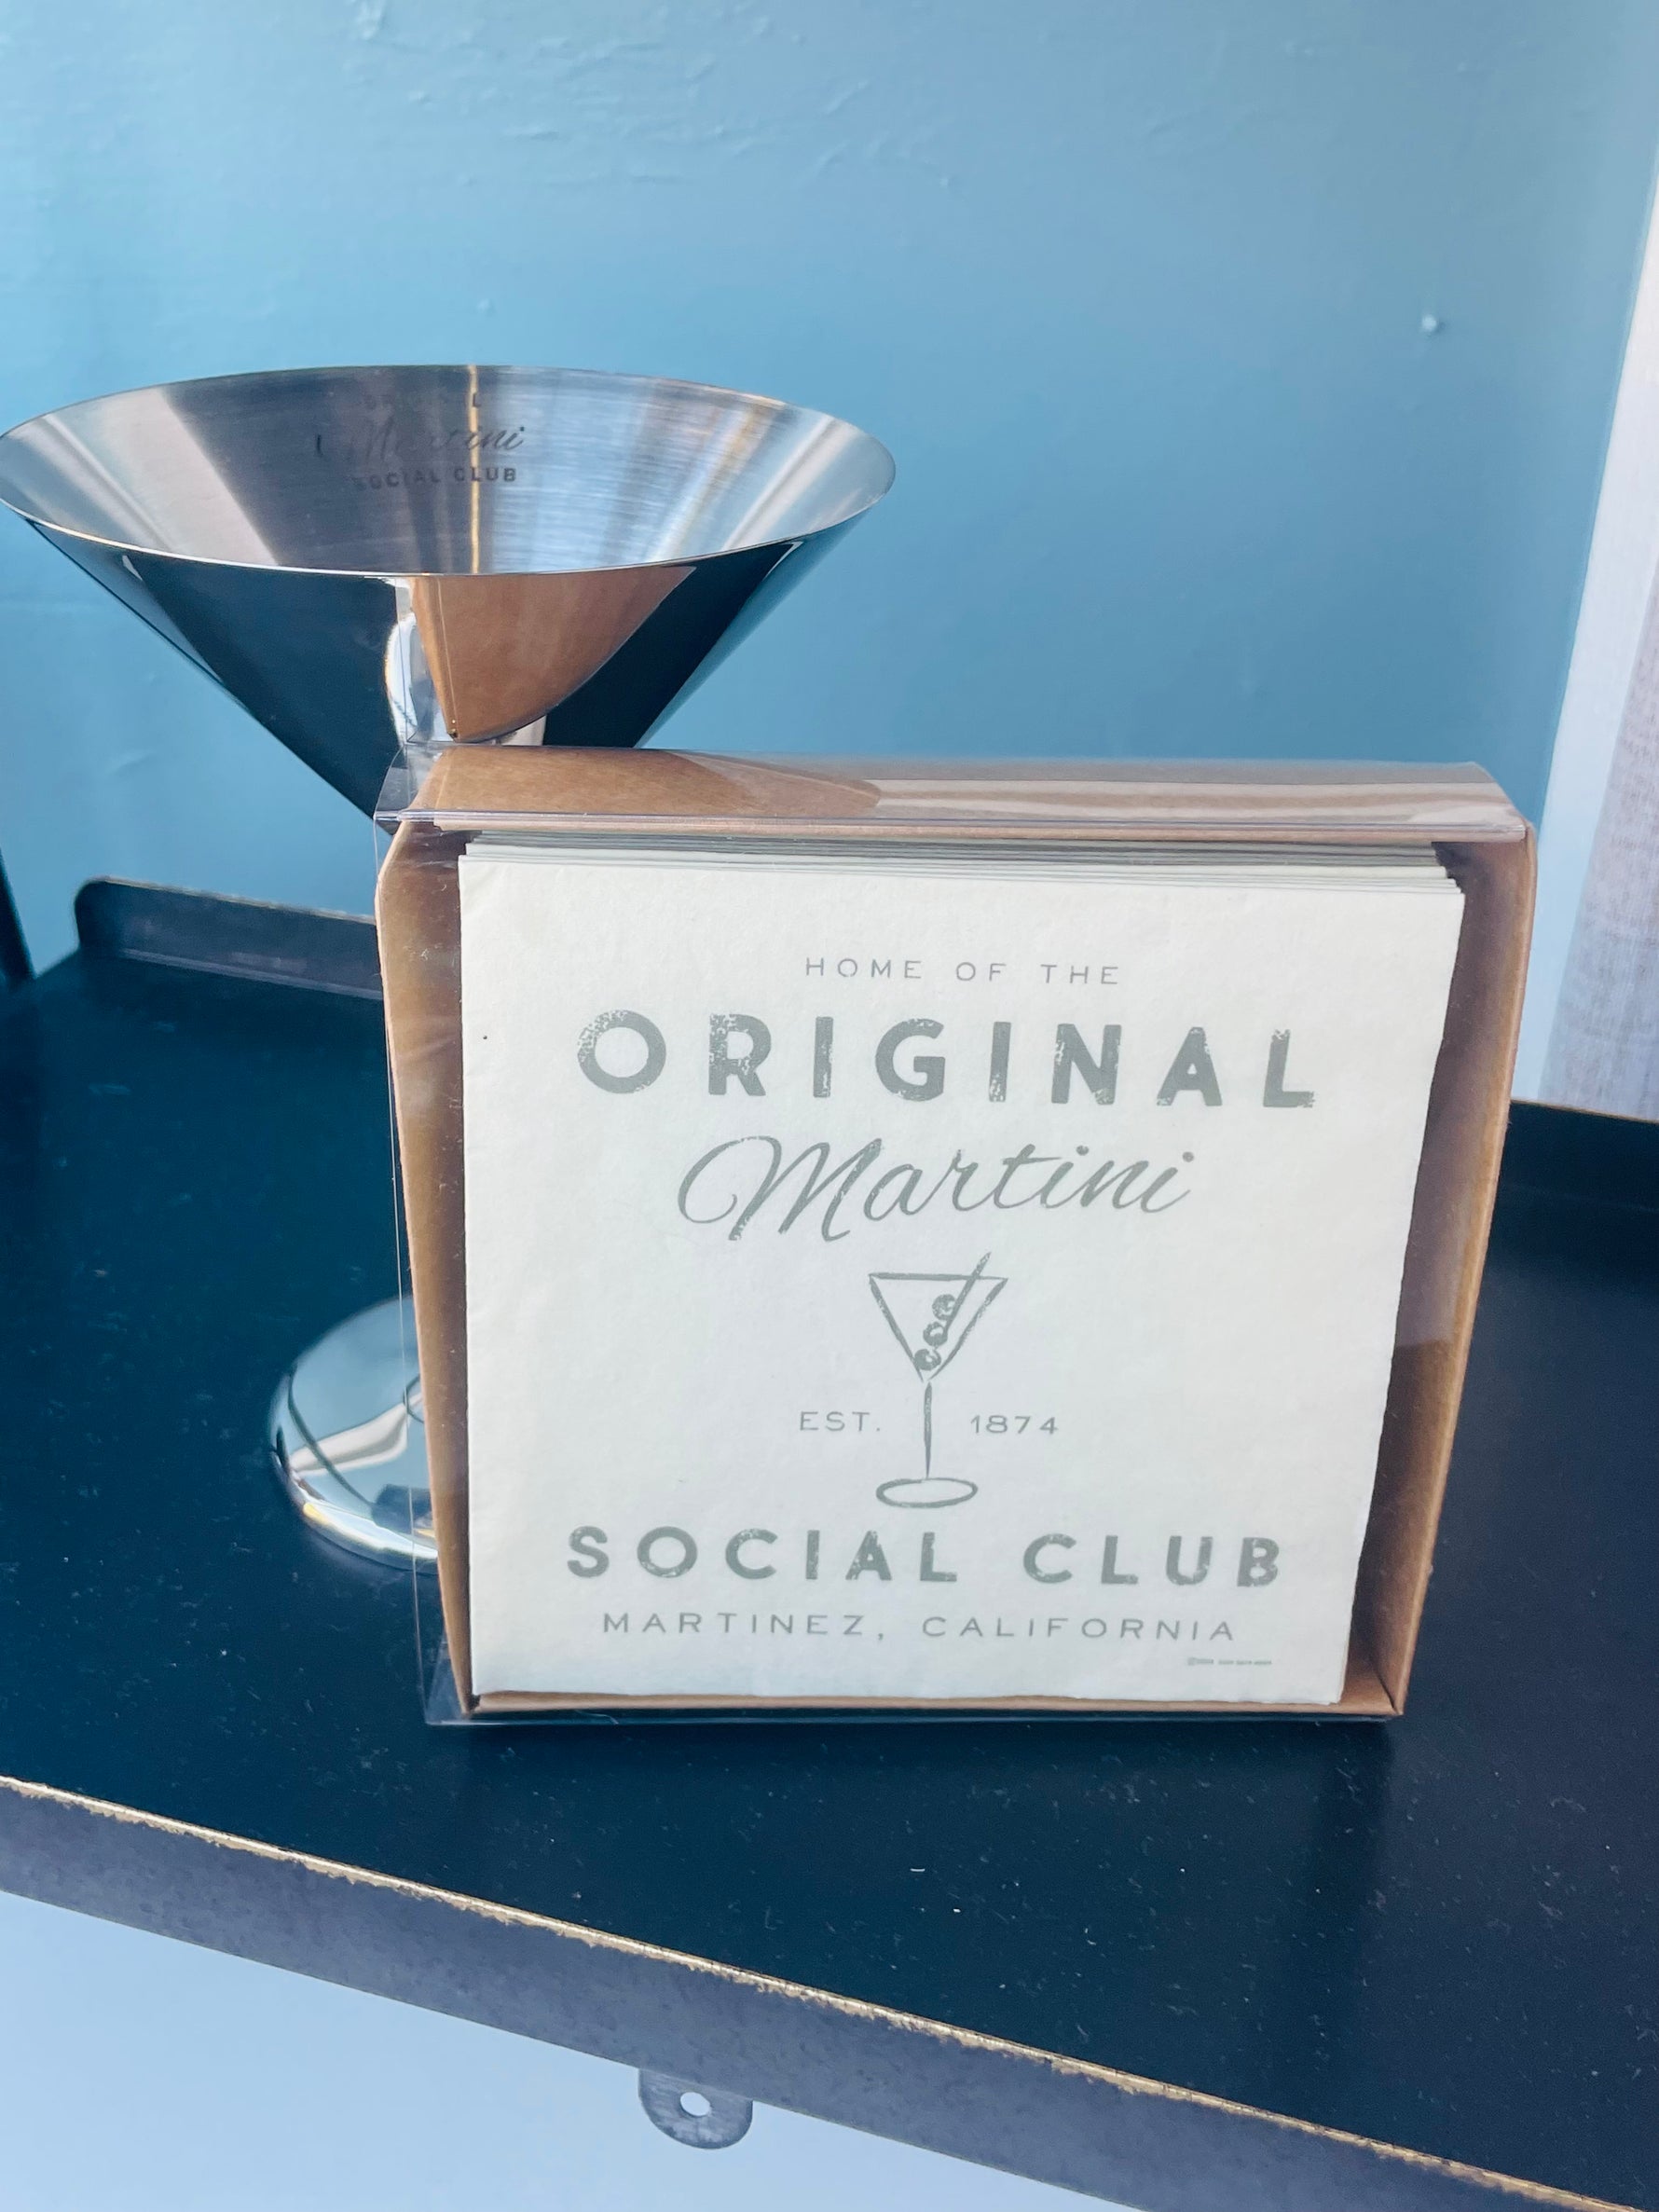 Martini
SOCIAL CLUB
HOME OF THE
ORIGINAL
Martini
EST. 1874
SOCIAL CLUB
MARTINEZ, CALIFORNIA